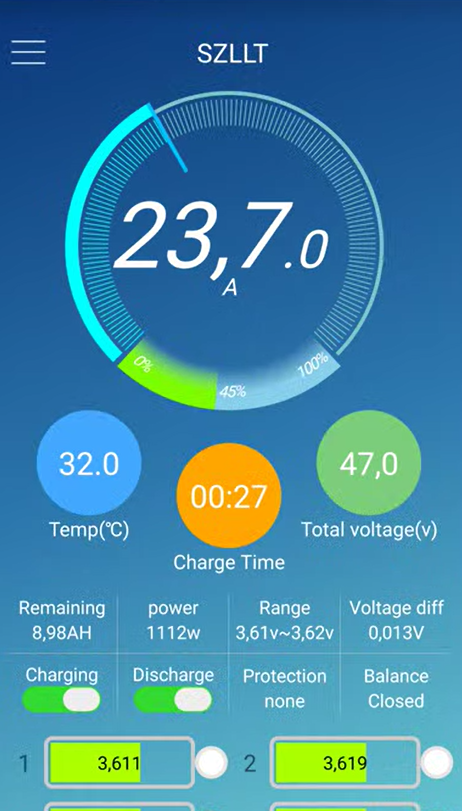 SZLLT
23,7.0
A
0%
45%
100%
32.0
00:27
47,0
Temp(℃)
Charge Time
Total voltage(v)
Remaining
8,98AH
power
1112w
Range
3,61v~3,62v
Voltage diff
0,013V
Charging
Discharge
Protection
none
Balance
Closed
1
3,611
2
3,619